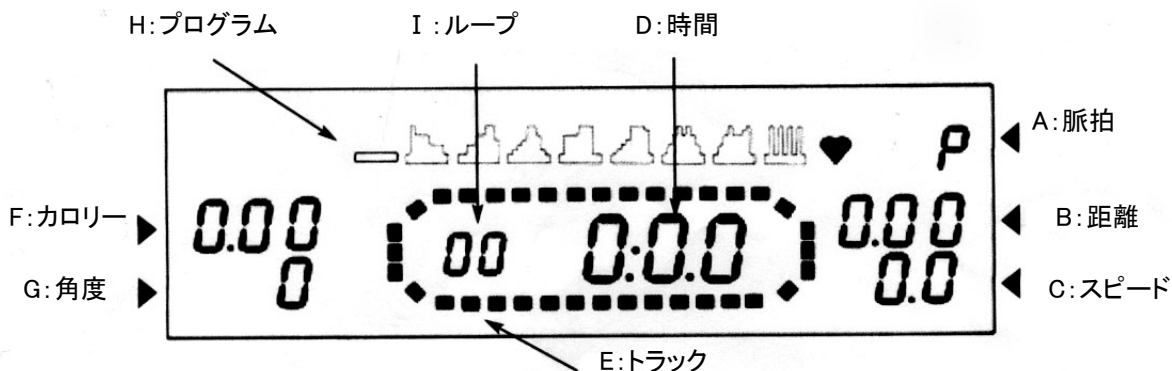 H:プログラム
I:ループ
D:時間
A:脈拍
P
F:カロリー
0.00
00
0:0.0
0.00
B:距離
G:角度
0
0.0
C:スピード
E:トラック